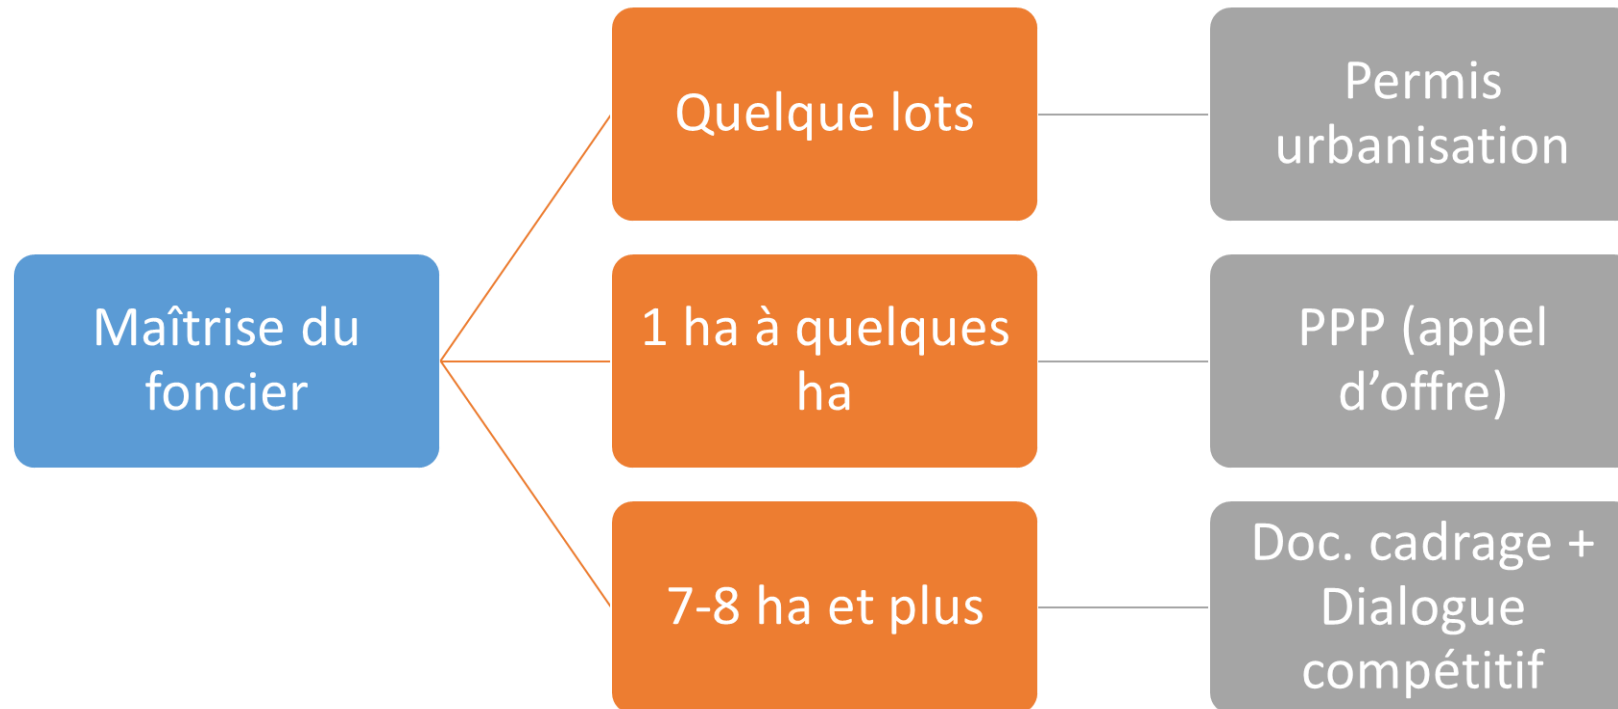 Maîtrise du
foncier
Quelque lots
Permis
urbanisation
1 ha à quelques
ha
PPP (appel
d’offre)
7-8 ha et plus
Doc. cadrage +
Dialogue
compétitif